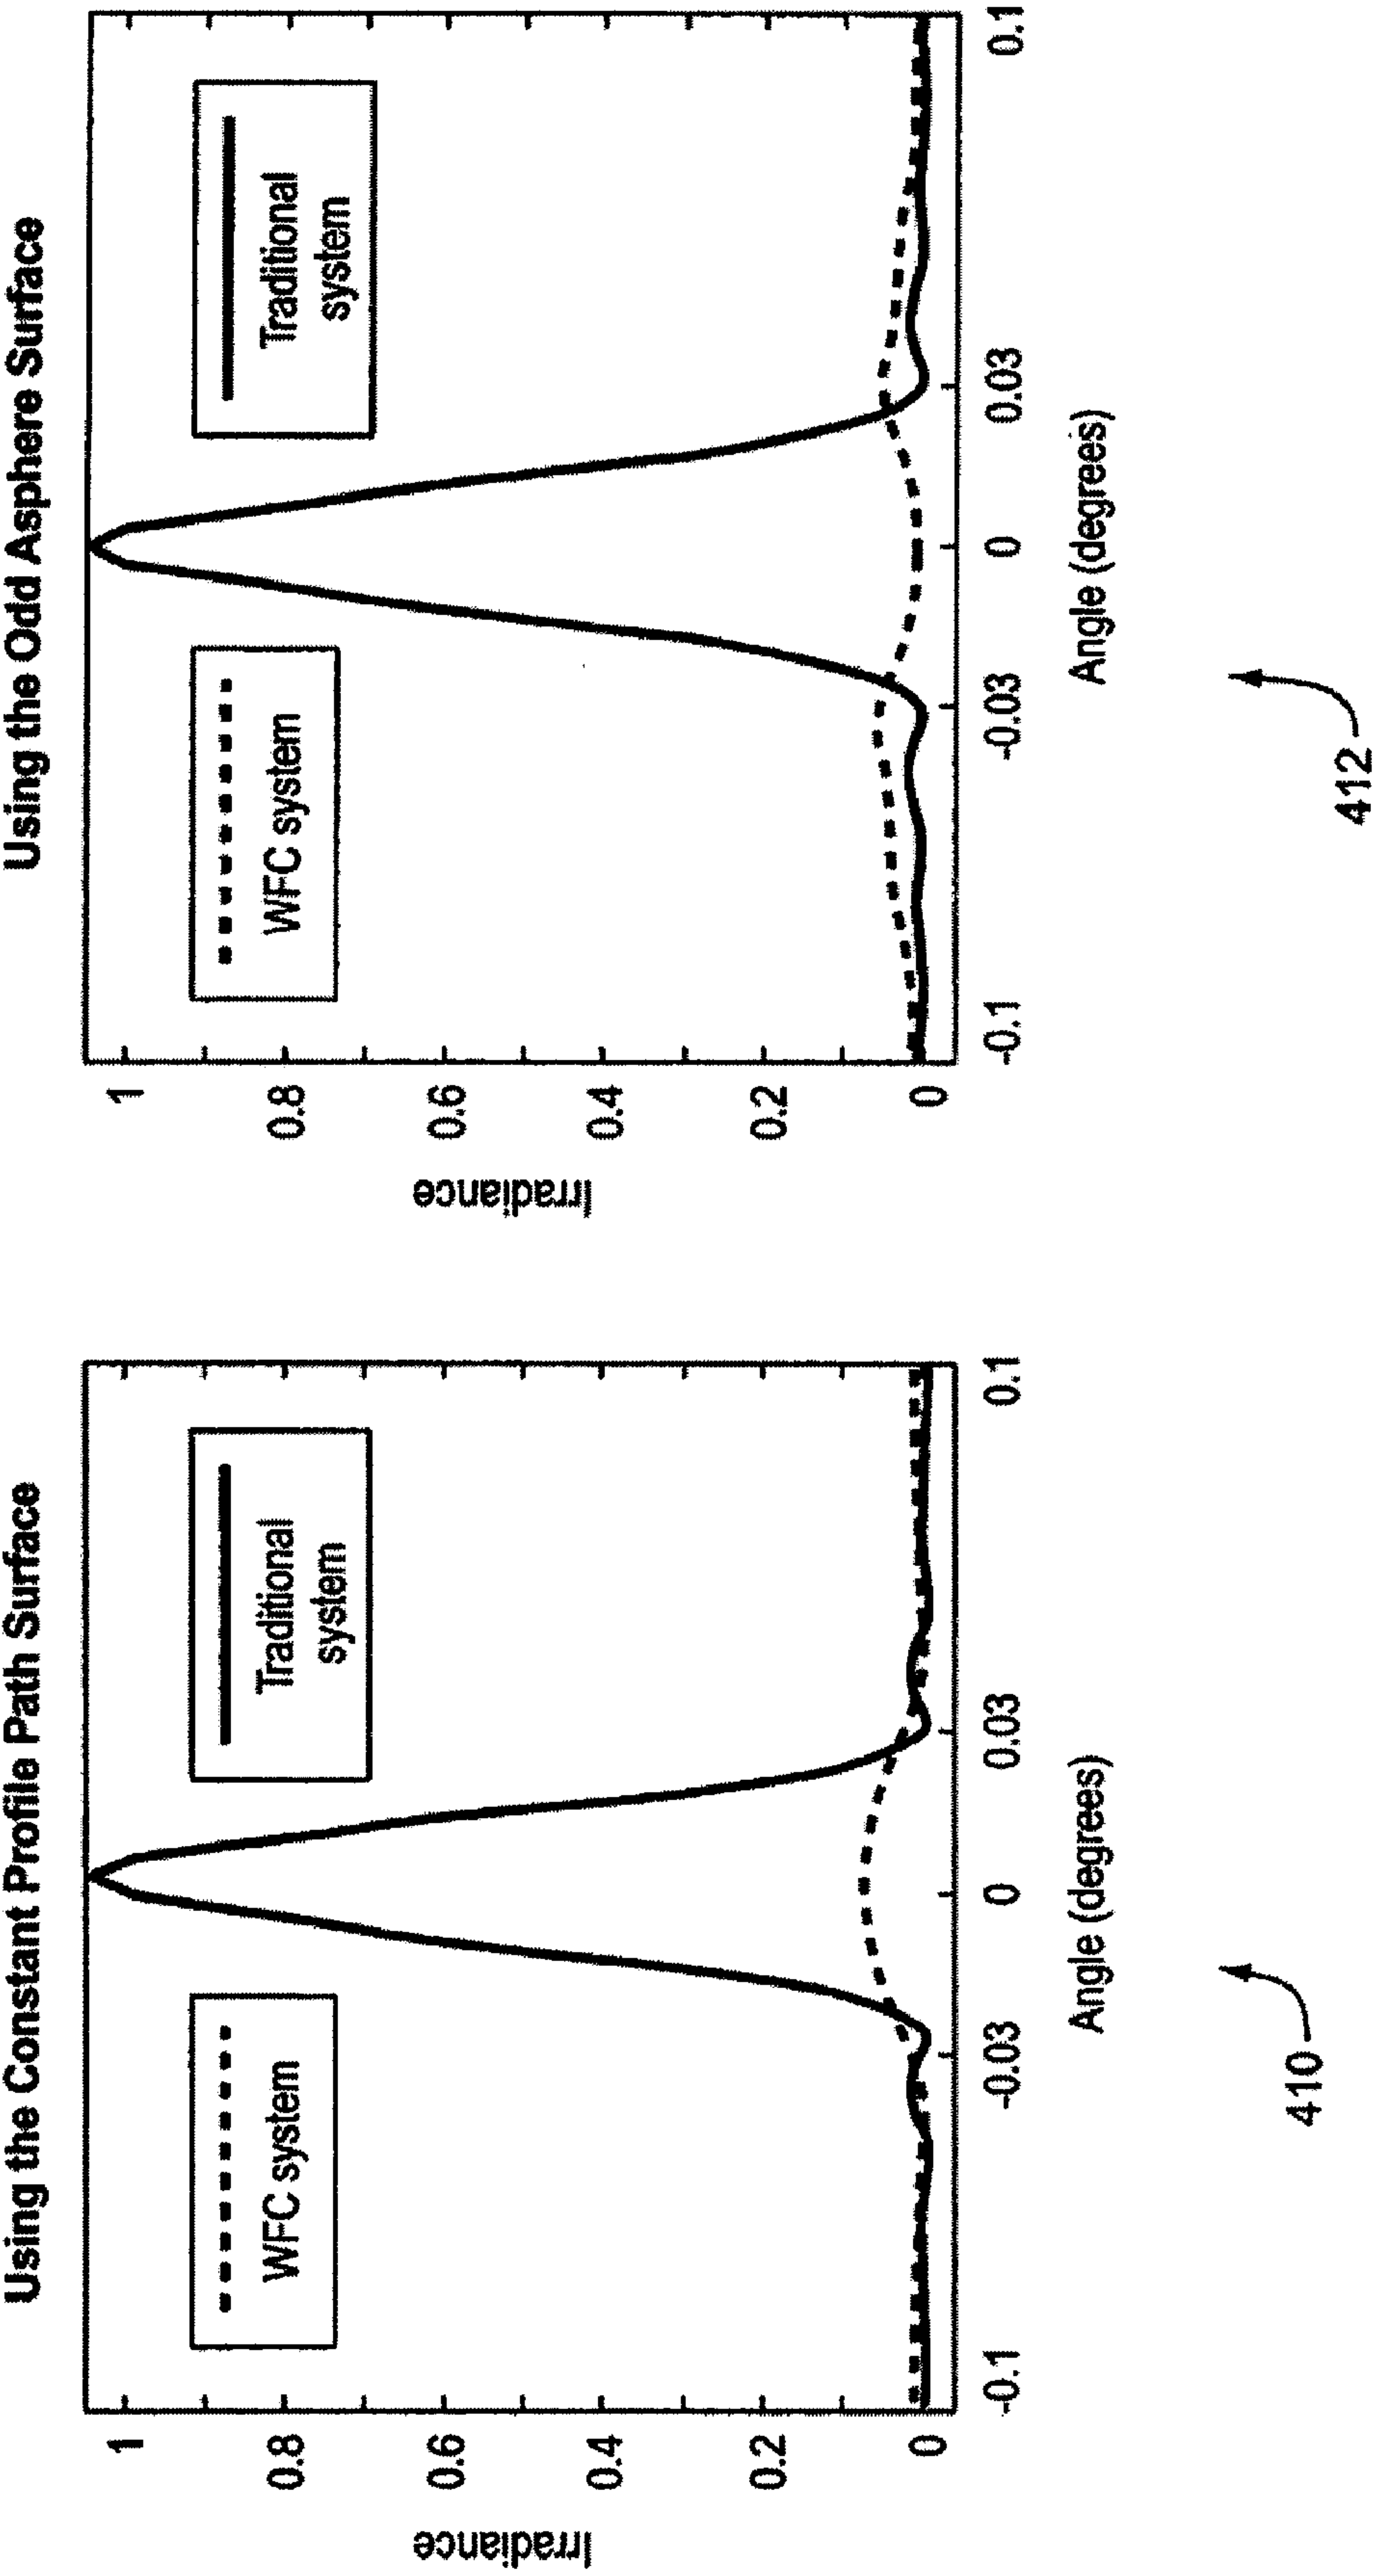 Using the Constant Profile Path Surface
Irradiance
1
0.8
0.6
0.4
0.2
0
WFC system
Traditional
system
-0.1
-0.03
0
0.03
0.1
Angle (degrees)
410
Using the Odd Asphere Surface
Irradiance
1
0.8
0.6
0.4
0.2
0
WFC system
Traditional
system
-0.1
-0.03
0
0.03
0.1
Angle (degrees)
412